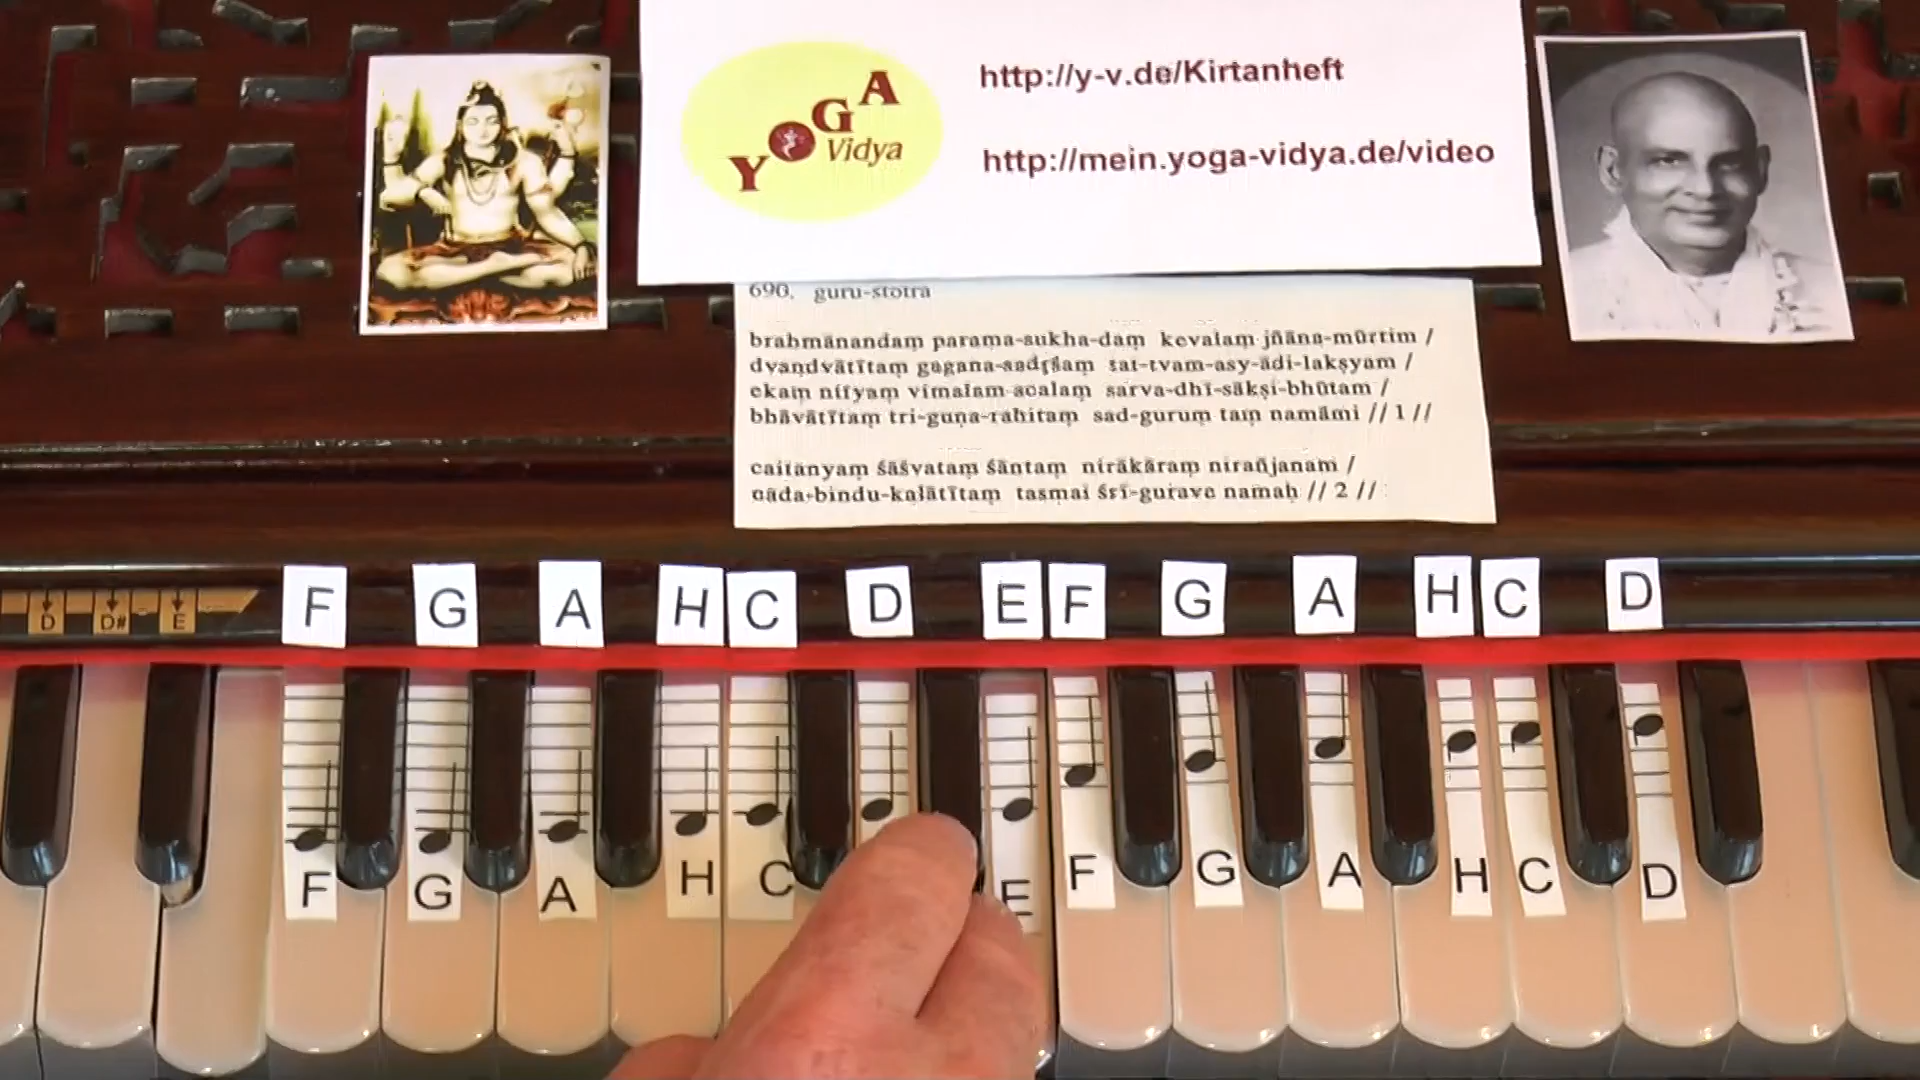 YOGA
Vidya
http://y-v.de/Kirtanheft
http://mein.yoga-vidya.de/video
690. guru-stotra
brahmānandaṃ parama-sukha-daṃ kevalaṃ jñāna-mūrtim /
dvaṃdvātītaṃ gagana-sadṛśaṃ tat-tvam-asy-ādi-lakṣyam /
ekaṃ nityaṃ vimalam acalaṃ sarva-dhī-sākṣi-bhūtam /
bhāvātītaṃ tri-guṇa-rahitaṃ sad-guruṃ taṃ namāmi // 1 //
caitanyaṃ śāśvataṃ śāntaṃ nirākāraṃ nirañjanam /
nāda-bindu-kalātītaṃ tasmai śrī-gurave namaḥ // 2 //
D D# E
F G A H C D E F G A H C D
F G A H C E F G A H C D